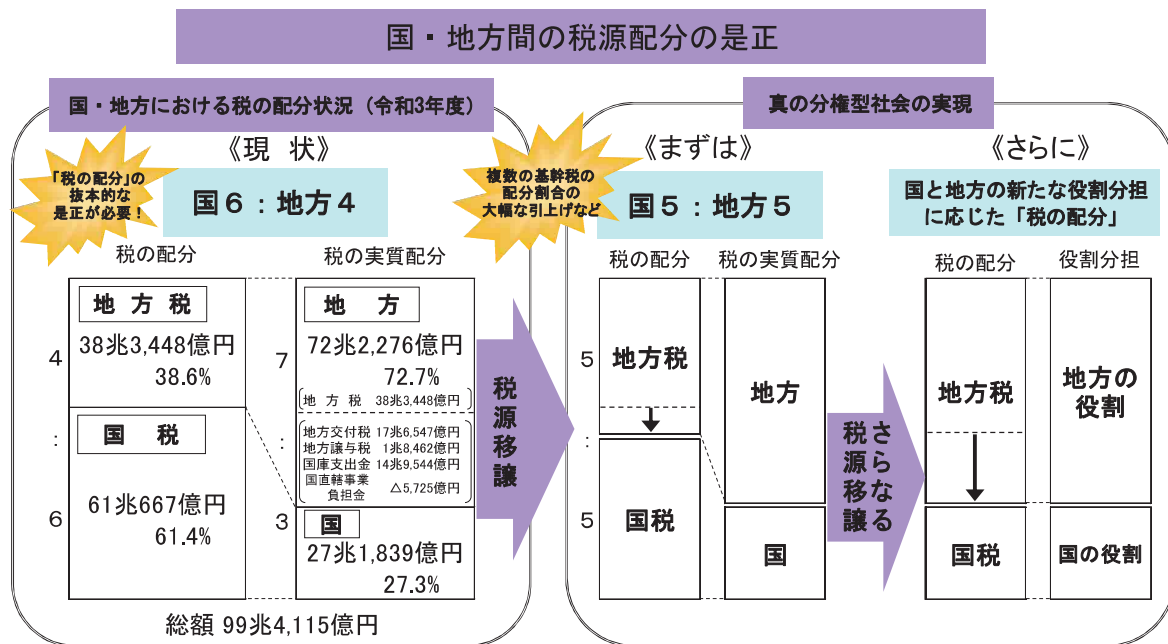 国・地方間の税源配分の是正
国・地方における税の配分状況（令和3年度）
《現 状》
「税の配分」の
抜本的な
是正が必要！
国６：地方４
税の配分
税の実質配分
4
：
6
地 方 税
38兆3,448億円
38.6%
国 税
61兆667億円
61.4%
7
：
3
地 方
72兆2,276億円
72.7%
地 方 税 38兆3,448億円
地方交付税 17兆6,547億円
地方譲与税 1兆8,462億円
国庫支出金 14兆9,544億円
国直轄事業
負担金 △5,725億円
国
27兆1,839億円
27.3%
総額 99兆4,115億円
税源移譲
真の分権型社会の実現
《まずは》
複数の基幹税の
配分割合の
大幅な引上げなど
国５：地方５
税の配分
税の実質配分
5
：
5
地方税
国税
地方
国
さらなる
税源移譲
《さらに》
国と地方の新たな役割分担
に応じた「税の配分」
税の配分
役割分担
地方税
国税
地方の
役割
国の役割